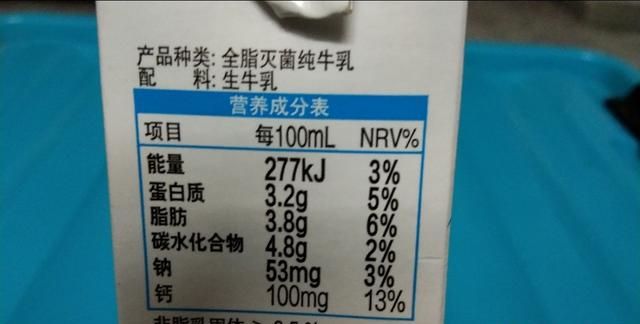 产品种类: 全脂灭菌纯牛乳
配 料: 生牛乳
营养成分表
项目 每100mL NRV%
能量 277kJ 3%
蛋白质 3.2g 5%
脂肪 3.8g 6%
碳水化合物 4.8g 2%
钠 53mg 3%
钙 100mg 13%